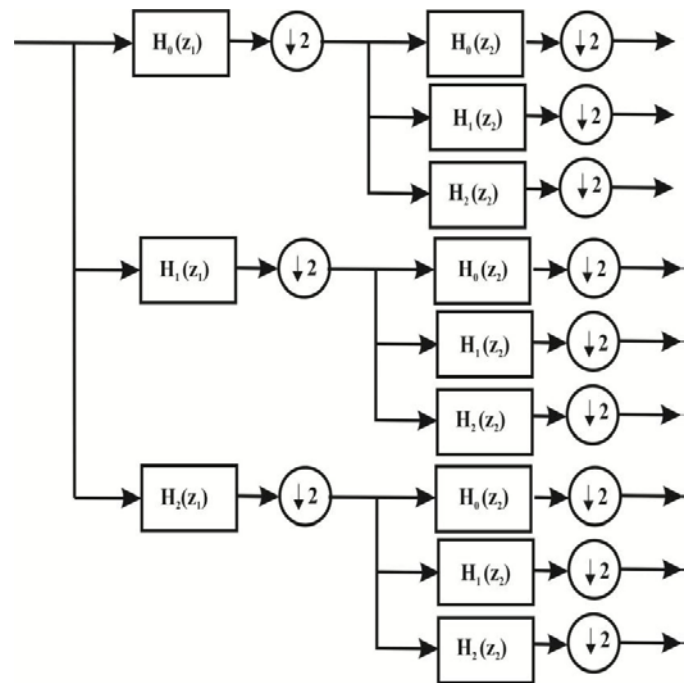 H₀(z₁) ↓2 H₀(z₂) ↓2
H₁(z₂) ↓2
H₂(z₂) ↓2
H₁(z₁) ↓2 H₀(z₂) ↓2
H₁(z₂) ↓2
H₂(z₂) ↓2
H₂(z₁) ↓2 H₀(z₂) ↓2
H₁(z₂) ↓2
H₂(z₂) ↓2